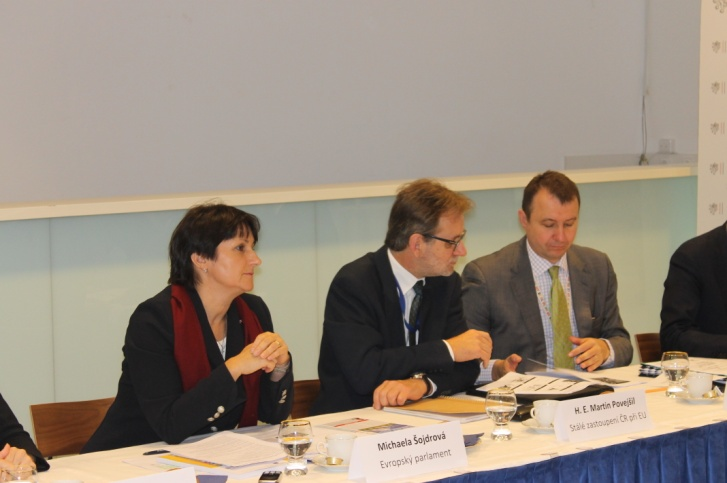 Michaela Šojdrová
Evropský parlament
H. E. Martin Povejšil
Stálé zastoupení ČR při EU